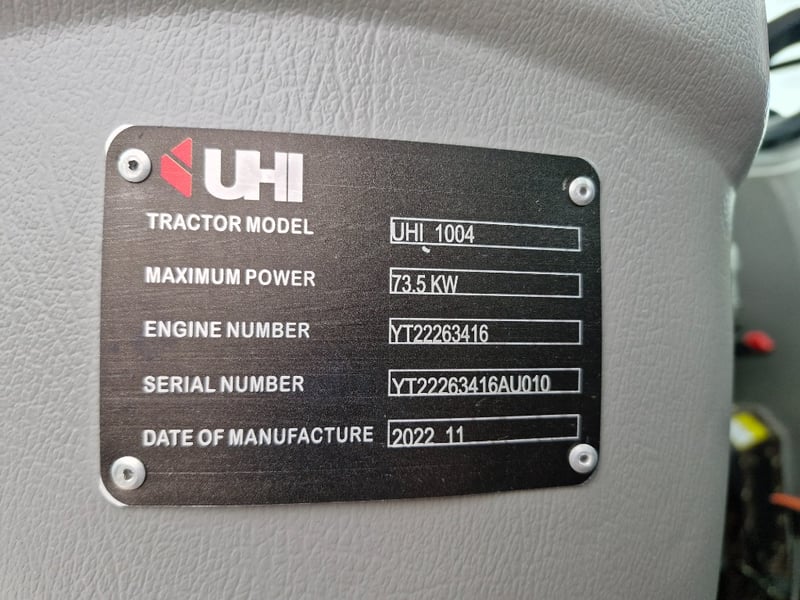 UHI
TRACTOR MODEL UHI 1004
MAXIMUM POWER 73.5 KW
ENGINE NUMBER YT22263416
SERIAL NUMBER YT22263416AU010
DATE OF MANUFACTURE 2022 11